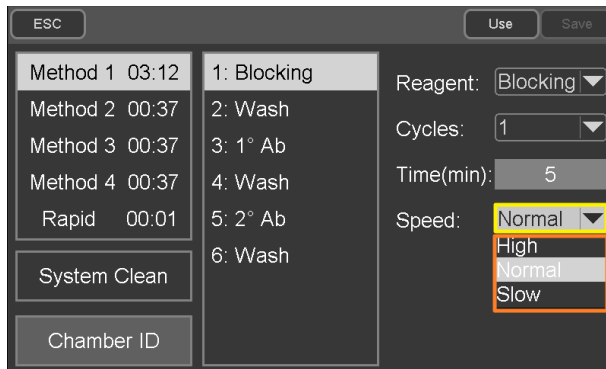 ESC
Use
Save
Method 1 03:12
Method 2 00:37
Method 3 00:37
Method 4 00:37
Rapid 00:01
System Clean
Chamber ID
1: Blocking
2: Wash
3: 1° Ab
4: Wash
5: 2° Ab
6: Wash
Reagent: Blocking
Cycles: 1
Time(min): 5
Speed: Normal
High
Normal
Slow